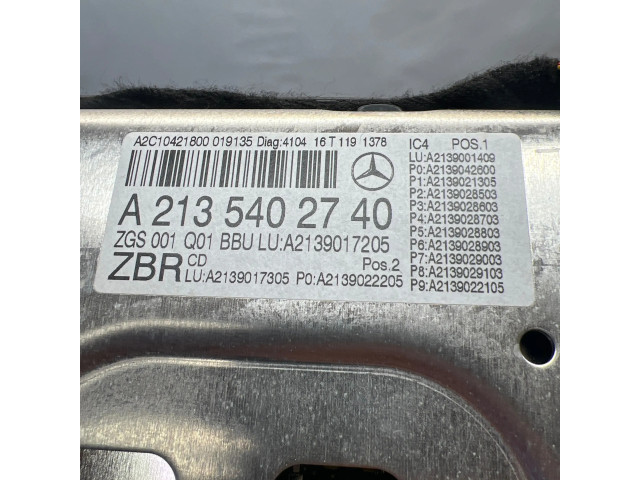 A2C10421800 019135 Diag:4104 16 T 119 1378
A 213 540 27 40
ZGS 001 Q01 BBU LU:A2139017205
ZBR CD Pos.2
LU:A2139017305 P0:A2139022205
IC4 POS.1
LU:A2139001409
P0:A2139042600
P1:A2139021305
P2:A2139028503
P3:A2139028603
P4:A2139028703
P5:A2139028803
P6:A2139028903
P7:A2139029003
P8:A2139029103
P9:A2139022105